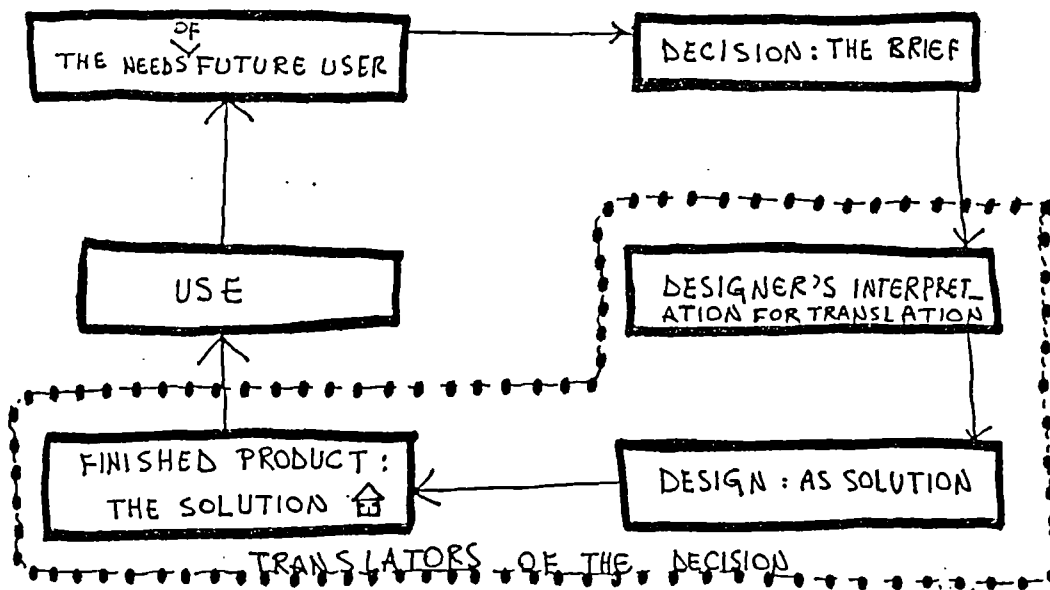 THE NEEDS OF FUTURE USER
DECISION: THE BRIEF
USE
DESIGNER'S INTERPRET_
ATION FOR TRANSLATION
FINISHED PRODUCT:
THE SOLUTION
DESIGN: AS SOLUTION
TRANSLATORS OF THE DECISION